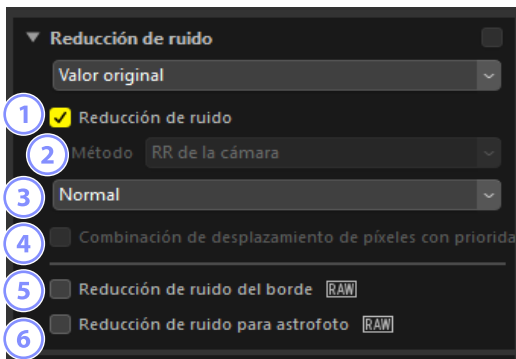 Reducción de ruido
Valor original
1 Reducción de ruido
2 Método RR de la cámara
3 Normal
4 Combinación de desplazamiento de píxeles con priorida
5 Reducción de ruido del borde RAW
6 Reducción de ruido para astrofoto RAW